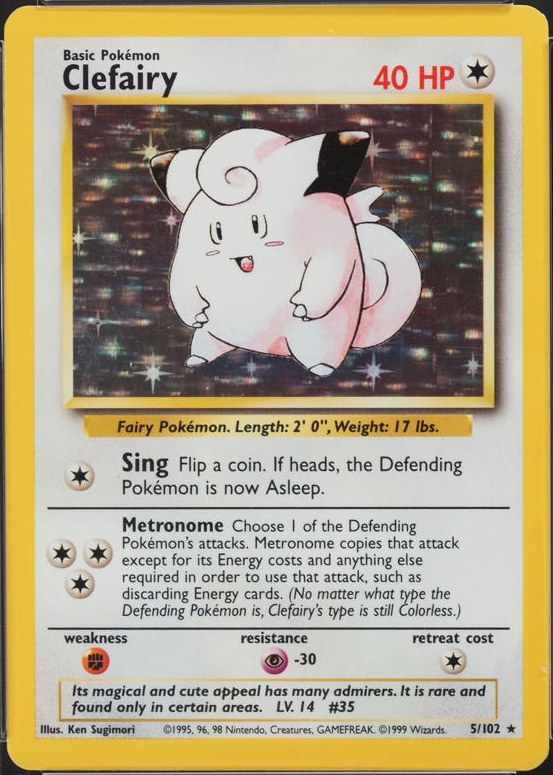 Basic Pokémon
Clefairy
40 HP
Fairy Pokémon. Length: 2' 0", Weight: 17 lbs.
Sing Flip a coin. If heads, the Defending
Pokémon is now Asleep.
Metronome Choose 1 of the Defending
Pokémon's attacks. Metronome copies that attack
except for its Energy costs and anything else
required in order to use that attack, such as
discarding Energy cards. (No matter what type the
Defending Pokémon is, Clefairy's type is still Colorless.)
weakness resistance retreat cost
-30
Its magical and cute appeal has many admirers. It is rare and
found only in certain areas. LV. 14 #35
Illus. Ken Sugimori ©1995, 96, 98 Nintendo, Creatures, GAMEFREAK. ©1999 Wizards. 5/102 ★